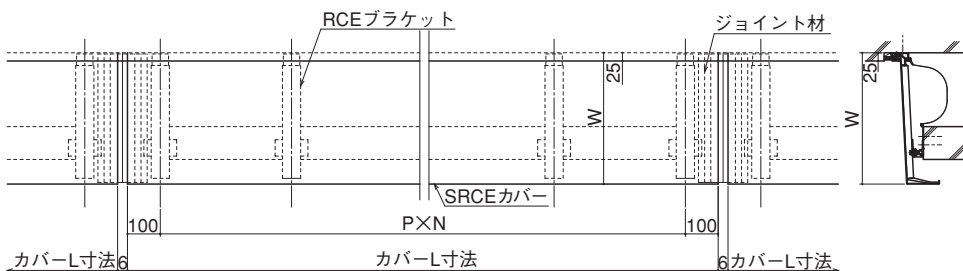 RCEブラケット
ジョイント材
25
W
25
W
SRCEカバー
100
P×N
100
カバーL寸法
6
カバーL寸法
6
カバーL寸法